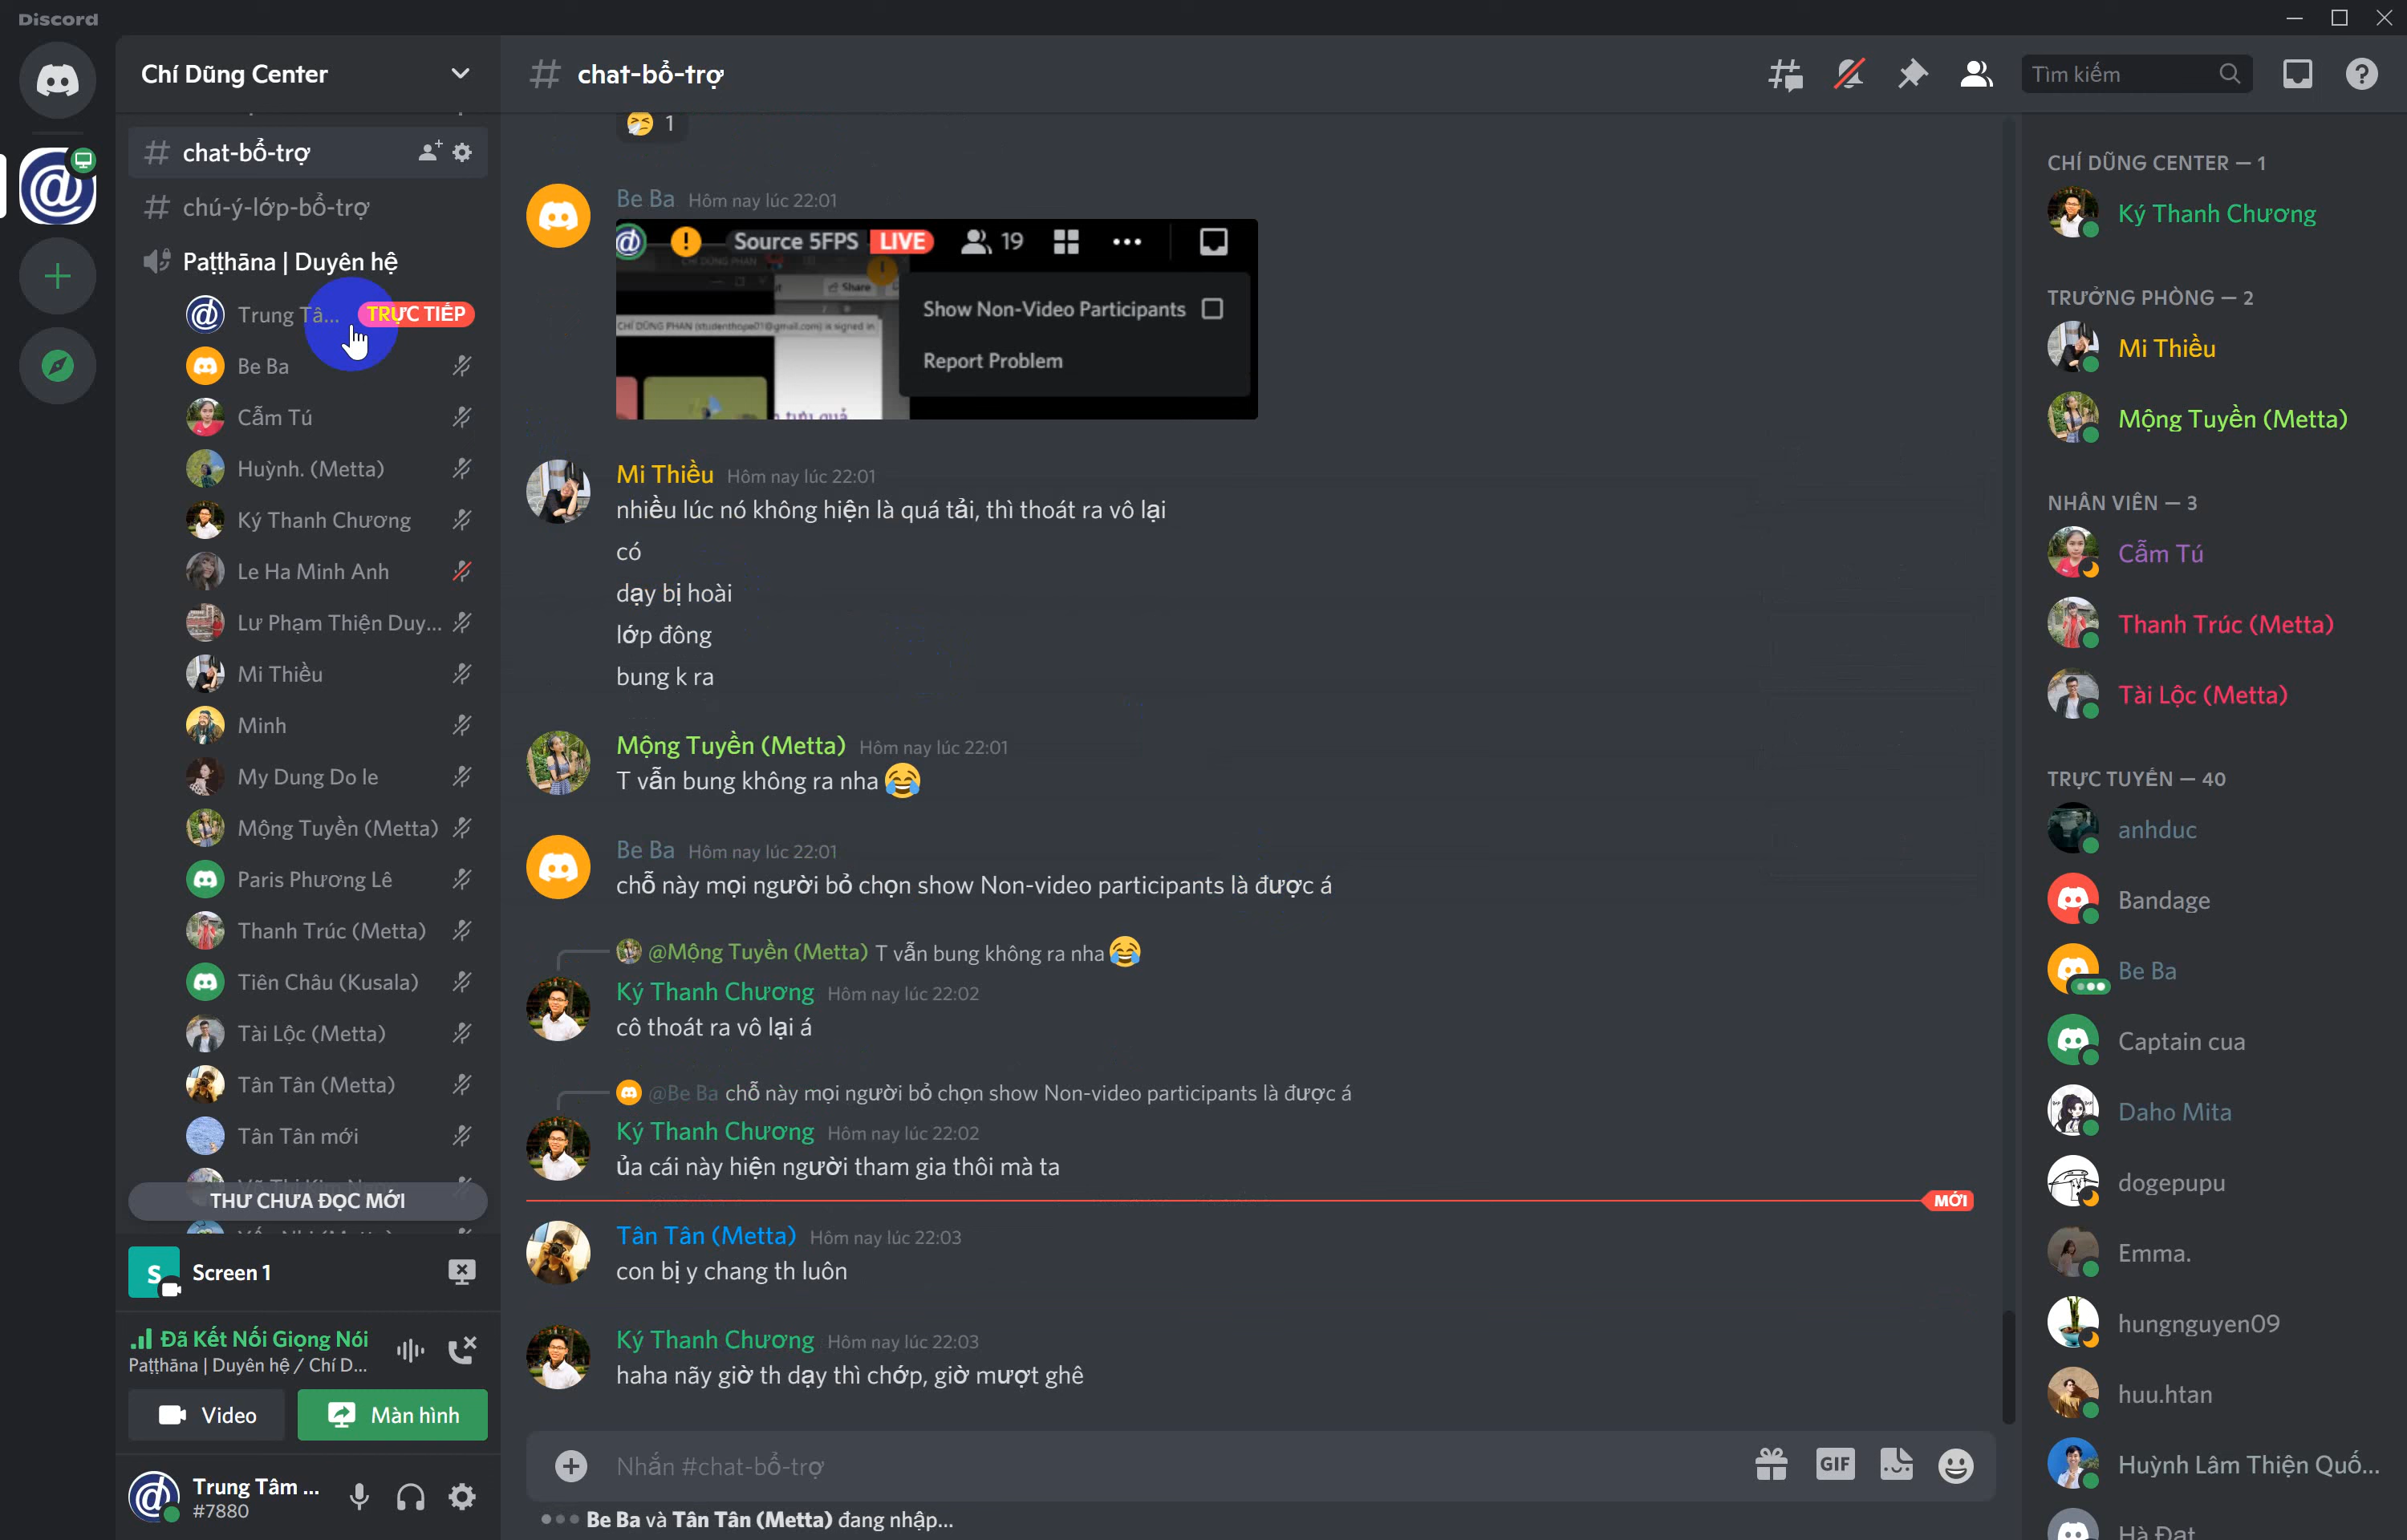 Discord
Chí Dũng Center
chat-bổ-trợ
chú-ý-lớp-bổ-trợ
Paṭṭhāna | Duyên hệ
Trung Tâ... TRỰC TIẾP
Be Ba
Cẫm Tú
Huỳnh. (Metta)
Ký Thanh Chương
Le Ha Minh Anh
Lư Phạm Thiện Duy...
Mi Thiều
Minh
My Dung Do le
Mộng Tuyền (Metta)
Paris Phương Lê
Thanh Trúc (Metta)
Tiên Châu (Kusala)
Tài Lộc (Metta)
Tân Tân (Metta)
Tân Tân mới
THƯ CHƯA ĐỌC MỚI
S Screen 1
Đã Kết Nối Giọng Nói
Paṭṭhāna | Duyên hệ / Chí D...
Video
Màn hình
Trung Tâm ...
#7880
# chat-bổ-trợ
Tìm kiếm
1
Be Ba Hôm nay lúc 22:01
Source 5FPS LIVE 19
Share
Show Non-Video Participants
CHÍ DŨNG PHAN (studenthope01@gmail.com) is signed in
Report Problem
Mi Thiều Hôm nay lúc 22:01
nhiều lúc nó không hiện là quá tải, thì thoát ra vô lại
có
dạy bị hoài
lớp đông
bung k ra
Mộng Tuyền (Metta) Hôm nay lúc 22:01
T vẫn bung không ra nha
Be Ba Hôm nay lúc 22:01
chỗ này mọi người bỏ chọn show Non-video participants là được á
@Mộng Tuyền (Metta) T vẫn bung không ra nha
Ký Thanh Chương Hôm nay lúc 22:02
cô thoát ra vô lại á
@Be Ba chỗ này mọi người bỏ chọn show Non-video participants là được á
Ký Thanh Chương Hôm nay lúc 22:02
ủa cái này hiện người tham gia thôi mà ta
MỚI
Tân Tân (Metta) Hôm nay lúc 22:03
con bị y chang th luôn
Ký Thanh Chương Hôm nay lúc 22:03
haha nãy giờ th dạy thì chớp, giờ mượt ghê
Nhắn #chat-bổ-trợ
GIF
Be Ba và Tân Tân (Metta) đang nhập...
CHÍ DŨNG CENTER — 1
Ký Thanh Chương
TRƯỞNG PHÒNG — 2
Mi Thiều
Mộng Tuyền (Metta)
NHÂN VIÊN — 3
Cẫm Tú
Thanh Trúc (Metta)
Tài Lộc (Metta)
TRỰC TUYẾN — 40
anhduc
Bandage
Be Ba
Captain cua
Daho Mita
dogepupu
Emma.
hungnguyen09
huu.htan
Huỳnh Lâm Thiện Quố...
Hà Đạt